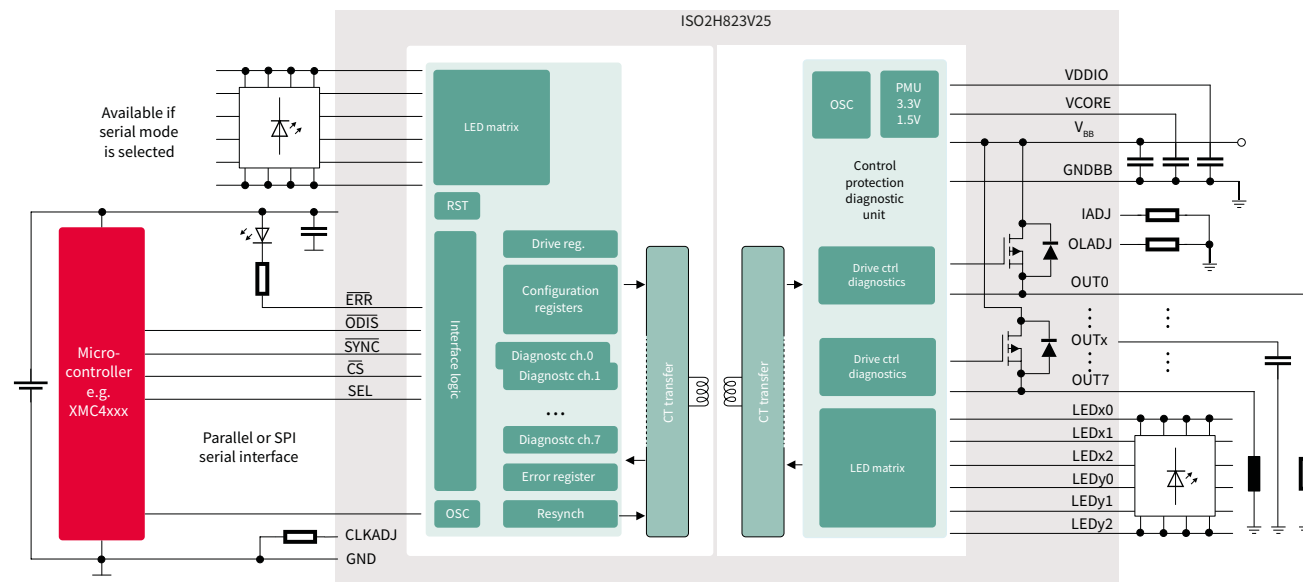 ISO2H823V25
Available if
serial mode
is selected
LED matrix
RST
Interface logic
OSC
Drive reg.
Configuration
registers
Diagnostc ch.0
Diagnostc ch.1
...
Diagnostc ch.7
Error register
Resynch
CT transfer
CT transfer
OSC
PMU
3.3V
1.5V
Control
protection
diagnostic
unit
Drive ctrl
diagnostics
Drive ctrl
diagnostics
LED matrix
Micro-
controller
e.g.
XMC4xxx
ERR
ODIS
SYNC
CS
SEL
Parallel or SPI
serial interface
CLKADJ
GND
VDDIO
VCORE
VBB
GNDBB
IADJ
OLADJ
OUT0
OUTx
OUT7
LEDx0
LEDx1
LEDx2
LEDy0
LEDy1
LEDy2